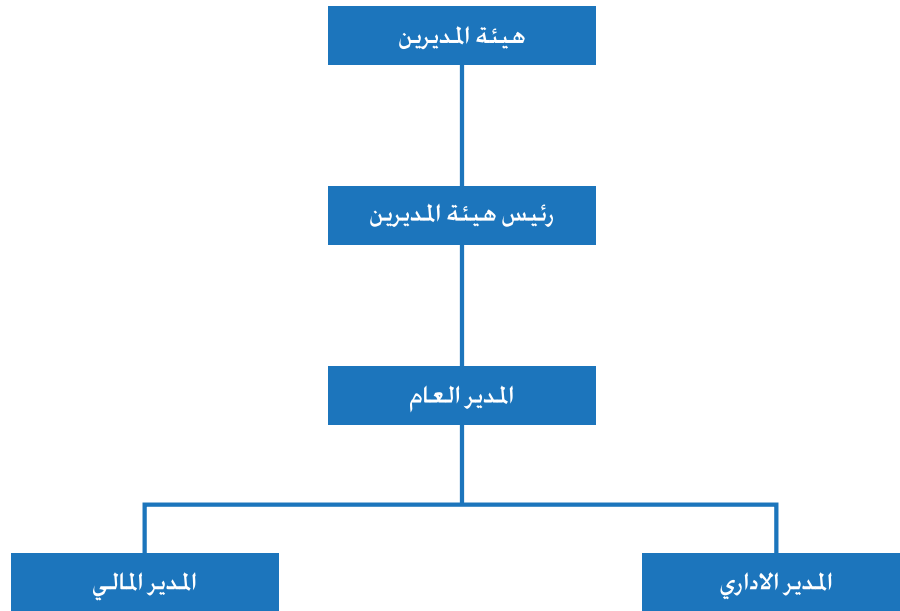 هيئة المديرين
رئيس هيئة المديرين
المدير العام
المدير الاداري
المدير المالي